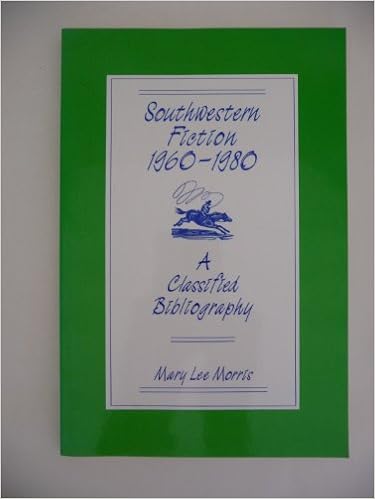 Southwestern
Fiction
1960-1980
A
Classified
Bibliography
Mary Lee Morris